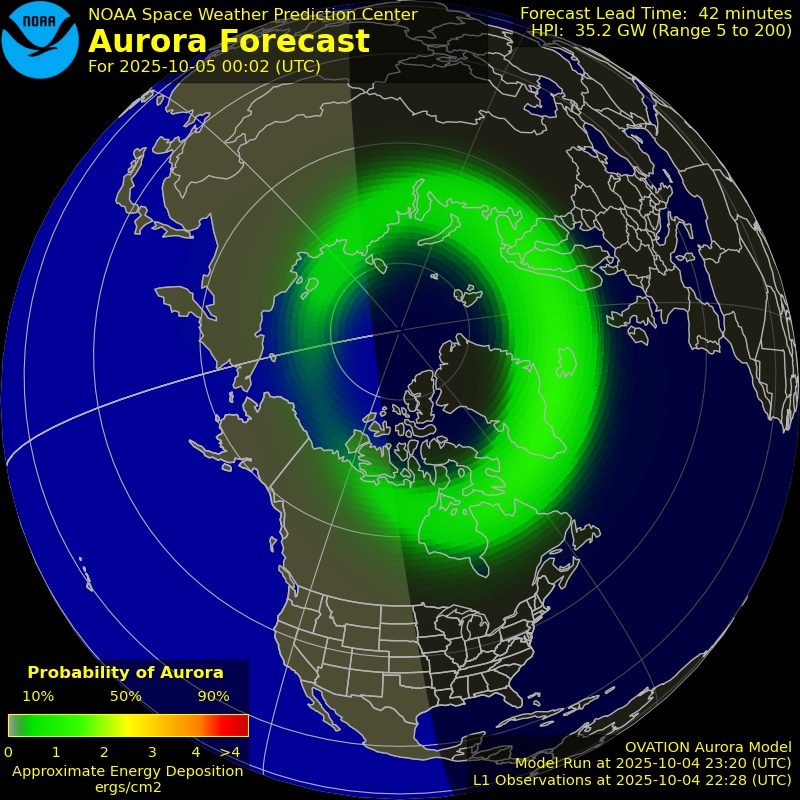 NOAA
NOAA Space Weather Prediction Center
Aurora Forecast
For 2025-10-05 00:02 (UTC)
Forecast Lead Time: 42 minutes
HPI: 35.2 GW (Range 5 to 200)
Probability of Aurora
10% 50% 90%
0 1 2 3 4 >4
Approximate Energy Deposition
ergs/cm2
OVATION Aurora Model
Model Run at 2025-10-04 23:20 (UTC)
L1 Observations at 2025-10-04 22:28 (UTC)